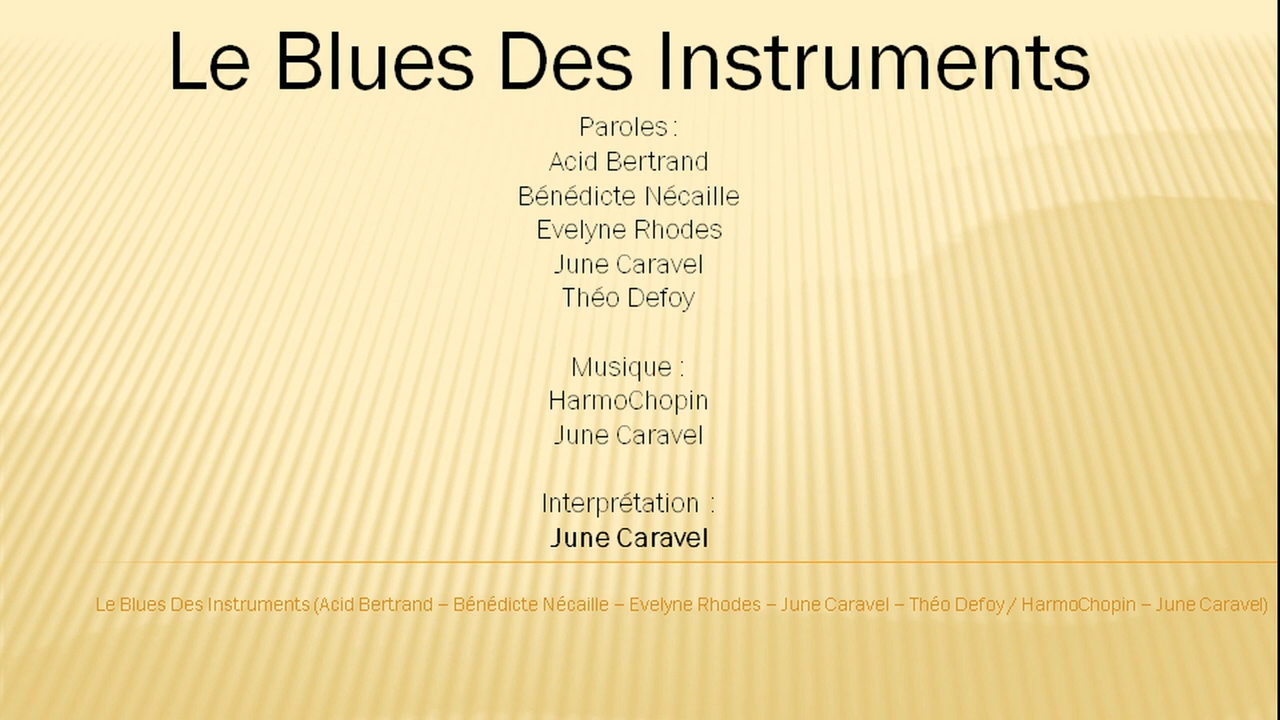 Le Blues Des Instruments
Paroles :
Acid Bertrand
Bénédicte Nécaille
Evelyne Rhodes
June Caravel
Théo Defoy
Musique :
HarmoChopin
June Caravel
Interprétation :
June Caravel
Le Blues Des Instruments (Acid Bertrand – Bénédicte Nécaille – Evelyne Rhodes – June Caravel – Théo Defoy / HarmoChopin – June Caravel)